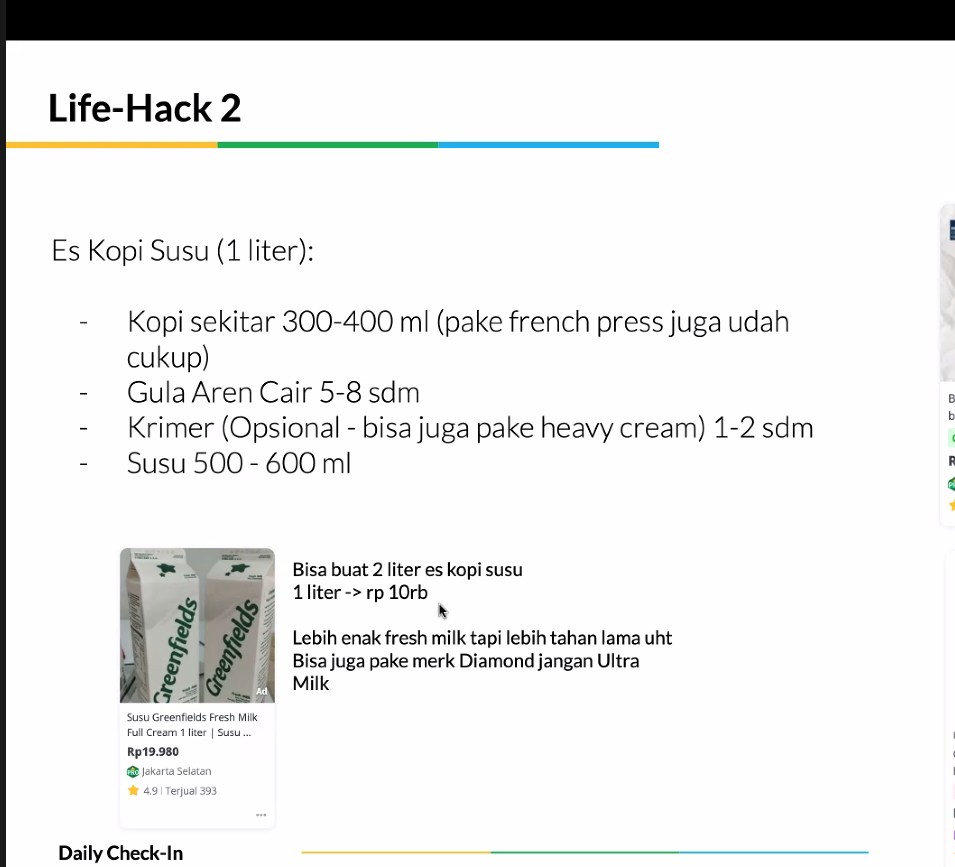 Life-Hack 2
Es Kopi Susu (1 liter):
- Kopi sekitar 300-400 ml (pake french press juga udah
cukup)
- Gula Aren Cair 5-8 sdm
- Krimer (Opsional - bisa juga pake heavy cream) 1-2 sdm
- Susu 500 - 600 ml
Greenfields
Greenfields
Ad
Susu Greenfields Fresh Milk
Full Cream 1 liter | Susu ...
Rp19.980
PRO Jakarta Selatan
4.9 | Terjual 393
...
Bisa buat 2 liter es kopi susu
1 liter -> rp 10rb
Lebih enak fresh milk tapi lebih tahan lama uht
Bisa juga pake merk Diamond jangan Ultra
Milk
Daily Check-In